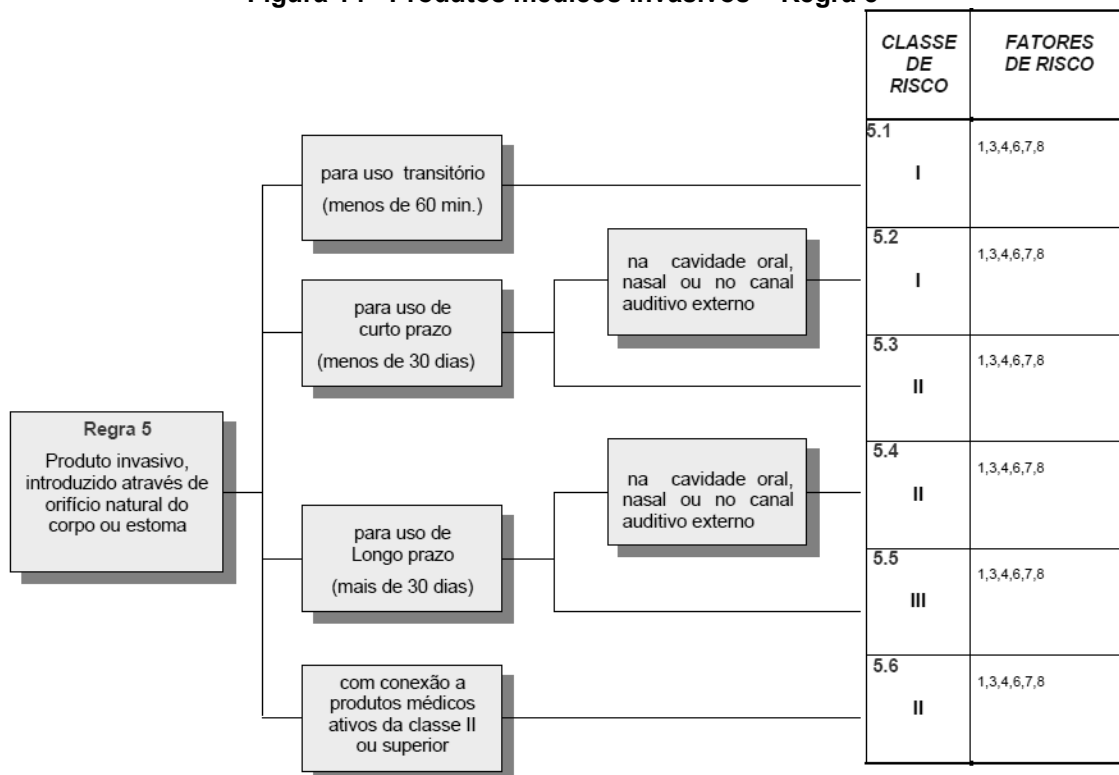 Figura
Produtos médicos invasivos – Regra
CLASSE
DE
RISCO
FATORES
DE RISCO
Regra 5
Produto invasivo,
introduzido através de
orifício natural do
corpo ou estoma
para uso transitório
(menos de 60 min.)
5.1
I
1,3,4,6,7,8
para uso de
curto prazo
(menos de 30 dias)
na cavidade oral,
nasal ou no canal
auditivo externo
5.2
I
1,3,4,6,7,8
5.3
II
1,3,4,6,7,8
para uso de
Longo prazo
(mais de 30 dias)
na cavidade oral,
nasal ou no canal
auditivo externo
5.4
II
1,3,4,6,7,8
5.5
III
1,3,4,6,7,8
com conexão a
produtos médicos
ativos da classe II
ou superior
5.6
II
1,3,4,6,7,8